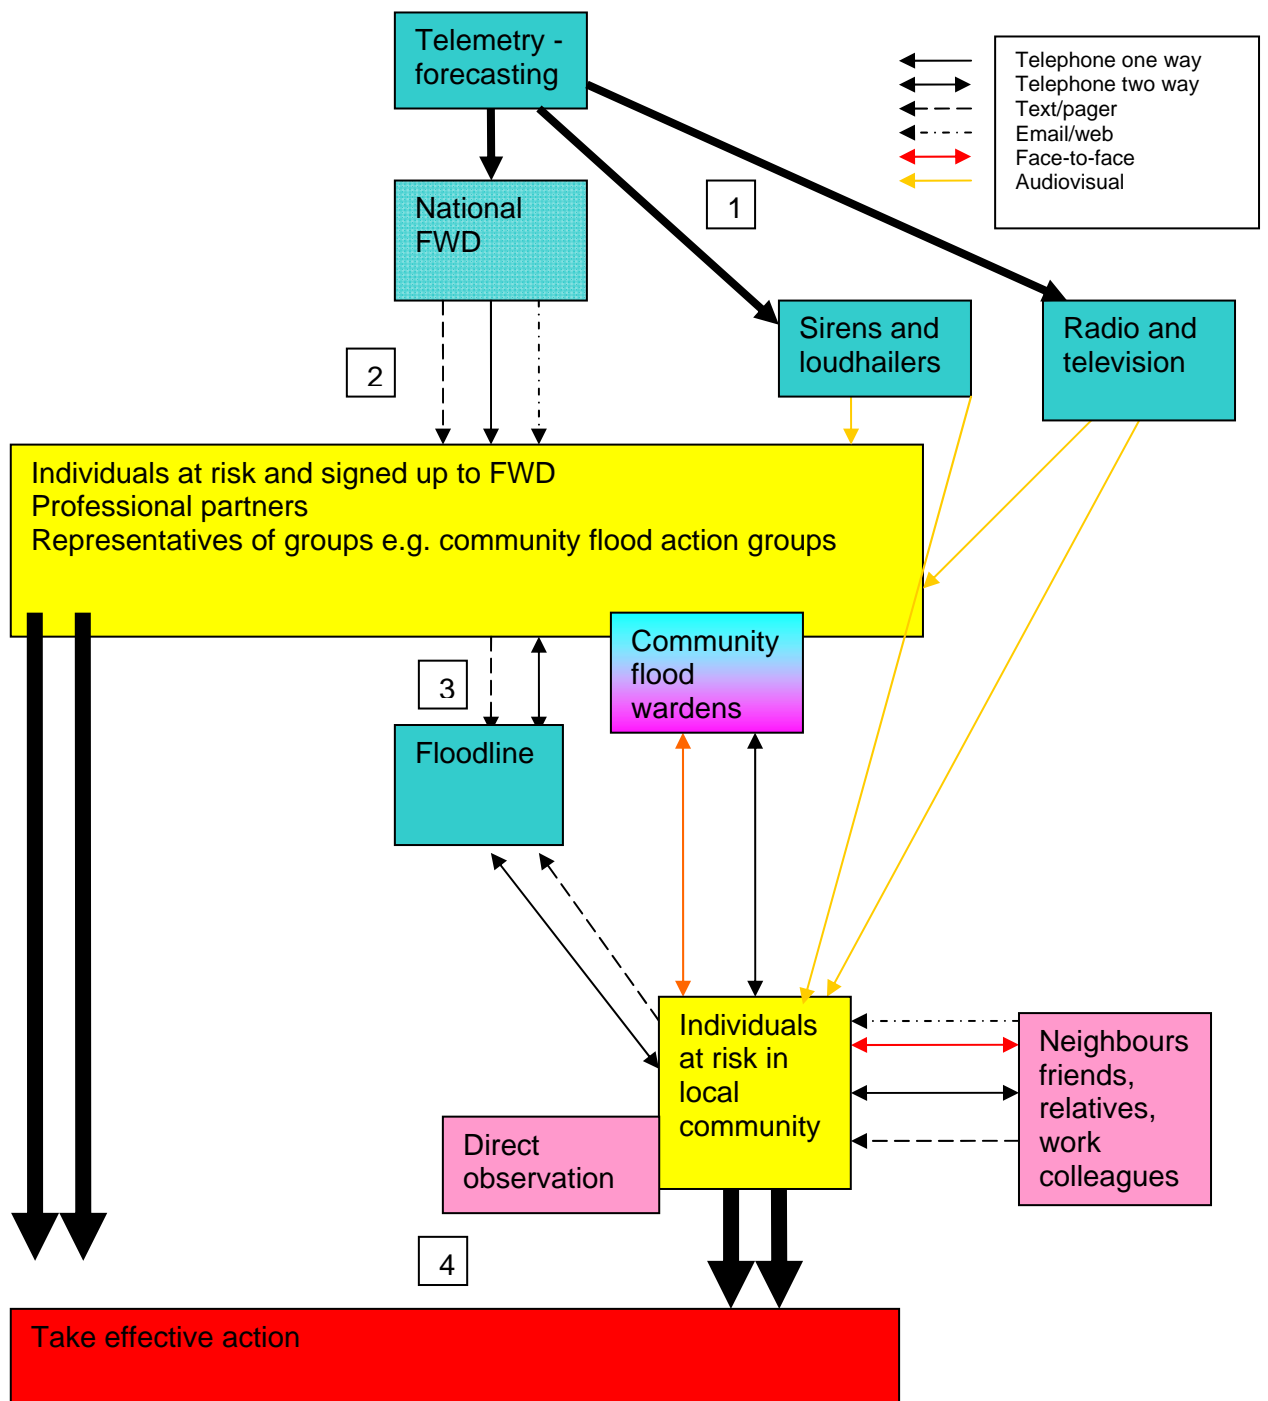 Telemetry -
forecasting
Telephone one way
Telephone two way
Text/pager
Email/web
Face-to-face
Audiovisual
National
FWD
1
Sirens and
loudhailers
Radio and
television
2
Individuals at risk and signed up to FWD
Professional partners
Representatives of groups e.g. community flood action groups
Community
flood
wardens
3
Floodline
Individuals
at risk in
local
community
Neighbours
friends,
relatives,
work
colleagues
Direct
observation
4
Take effective action